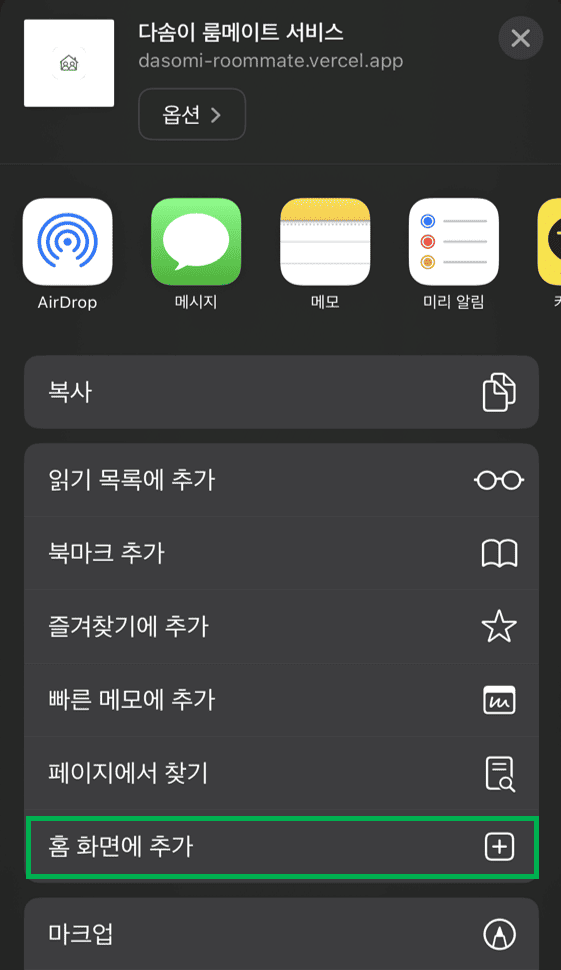 다솜이 룸메이트 서비스
dasomi-roommate.vercel.app
옵션
AirDrop
메시지
메모
미리 알림
복사
읽기 목록에 추가
북마크 추가
즐겨찾기에 추가
빠른 메모에 추가
페이지에서 찾기
홈 화면에 추가
마크업